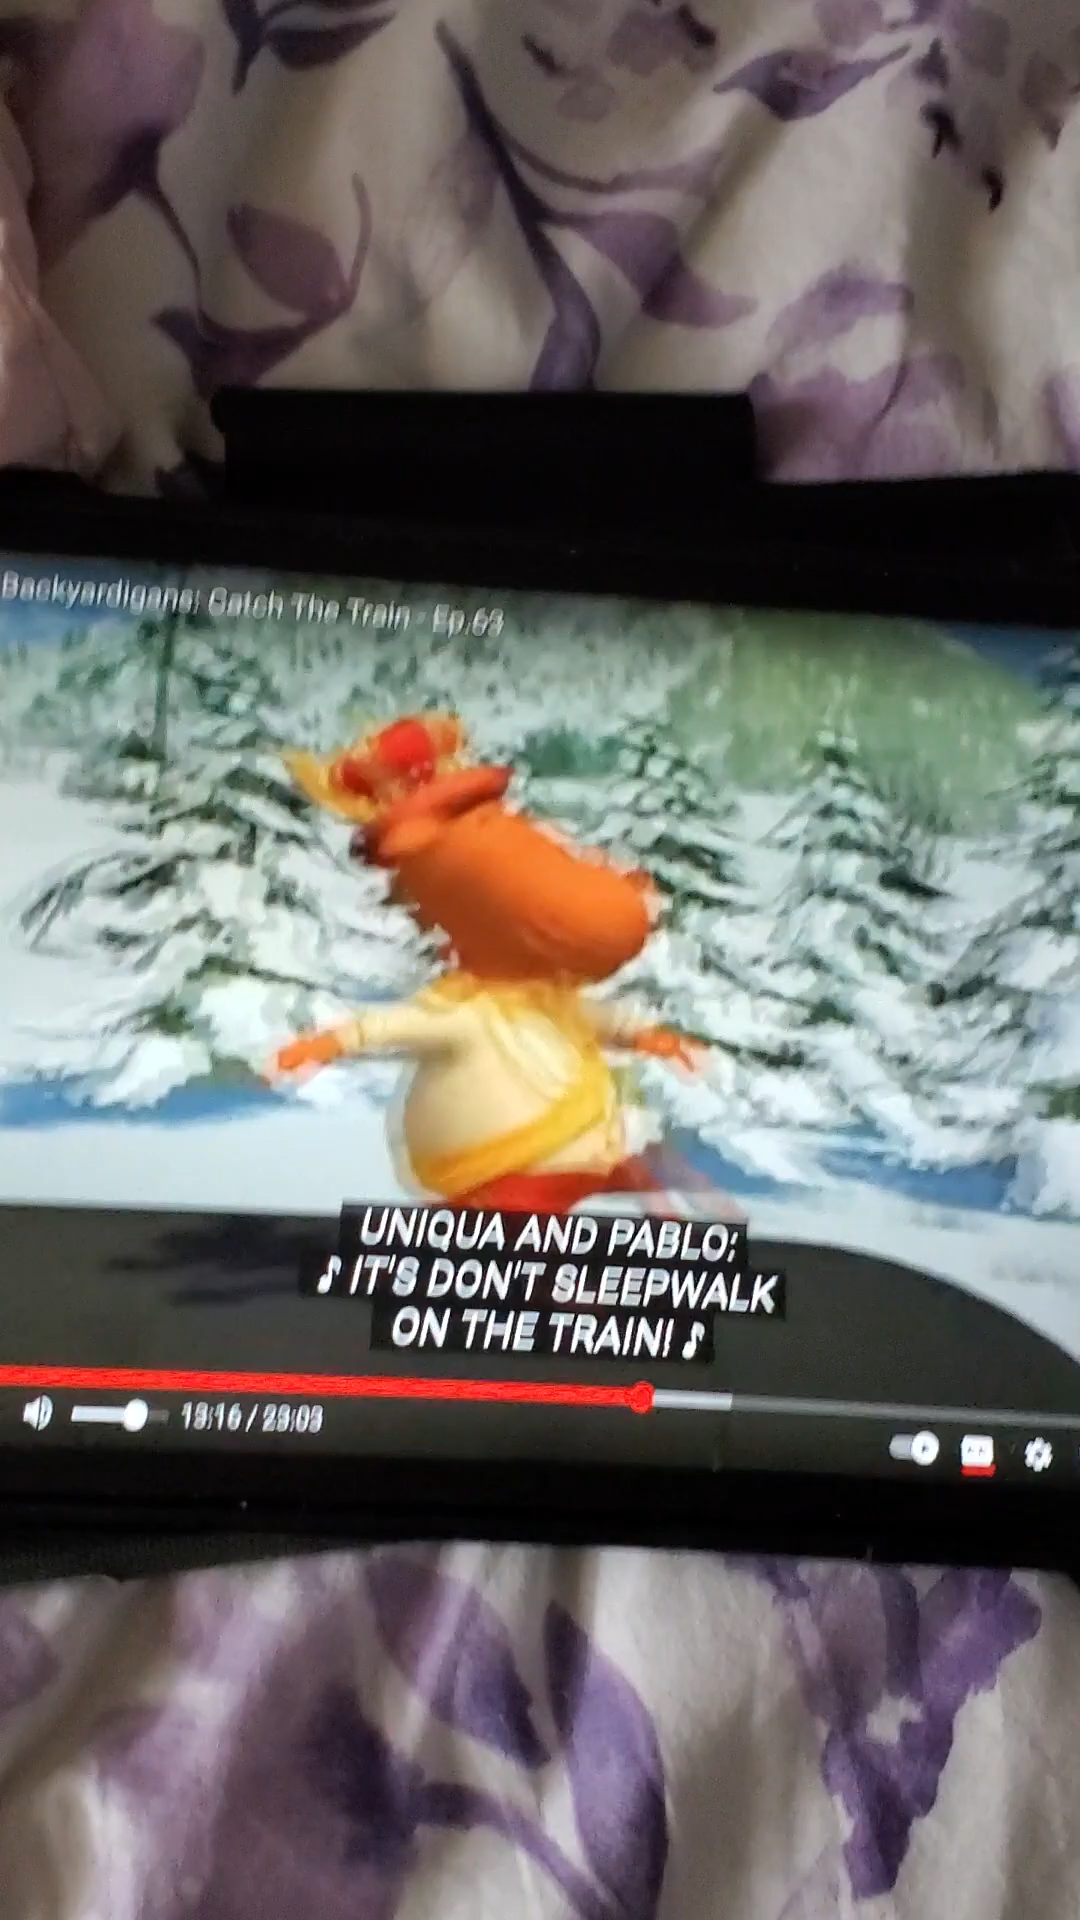 Backyardigans: Catch The Train - Ep.63
UNIQUA AND PABLO:
♪ IT'S DON'T SLEEPWALK
ON THE TRAIN! ♪
13:16 / 23:03